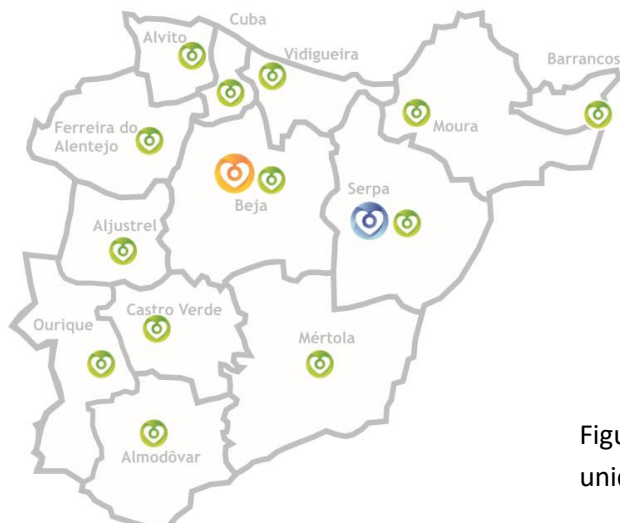 Cuba
Alvito
Vidigueira
Barrancos
Ferreira do
Alentejo
Moura
Beja
Serpa
Aljustrel
Castro Verde
Ourique
Mértola
Almodôvar
Figu
unic